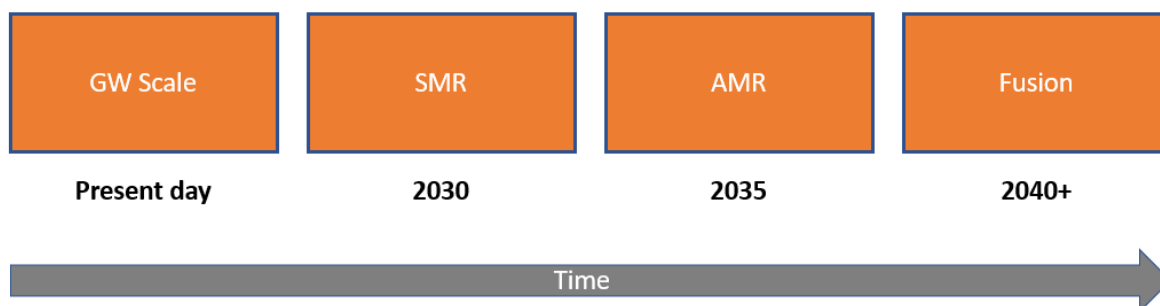 GW Scale
SMR
AMR
Fusion
Present day
2030
2035
2040+
Time